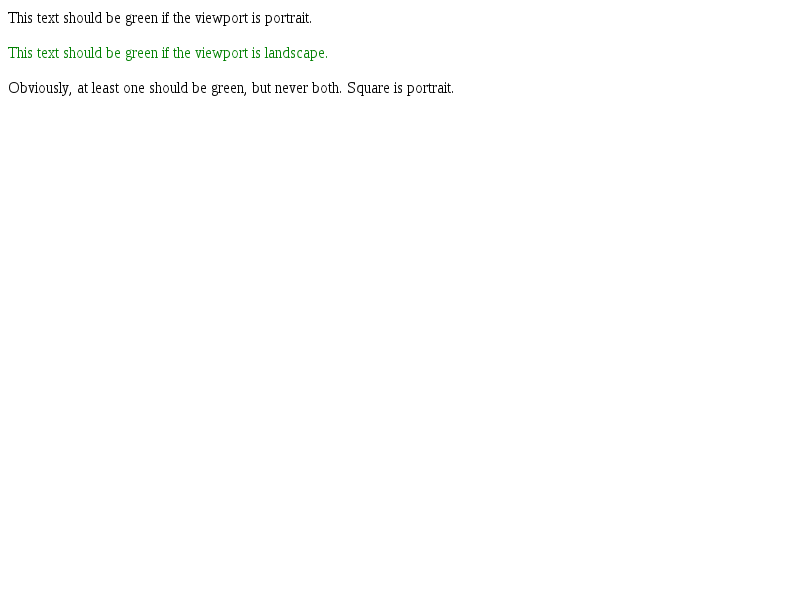 This text should be green if the viewport is portrait.
This text should be green if the viewport is landscape.
Obviously, at least one should be green, but never both. Square is portrait.